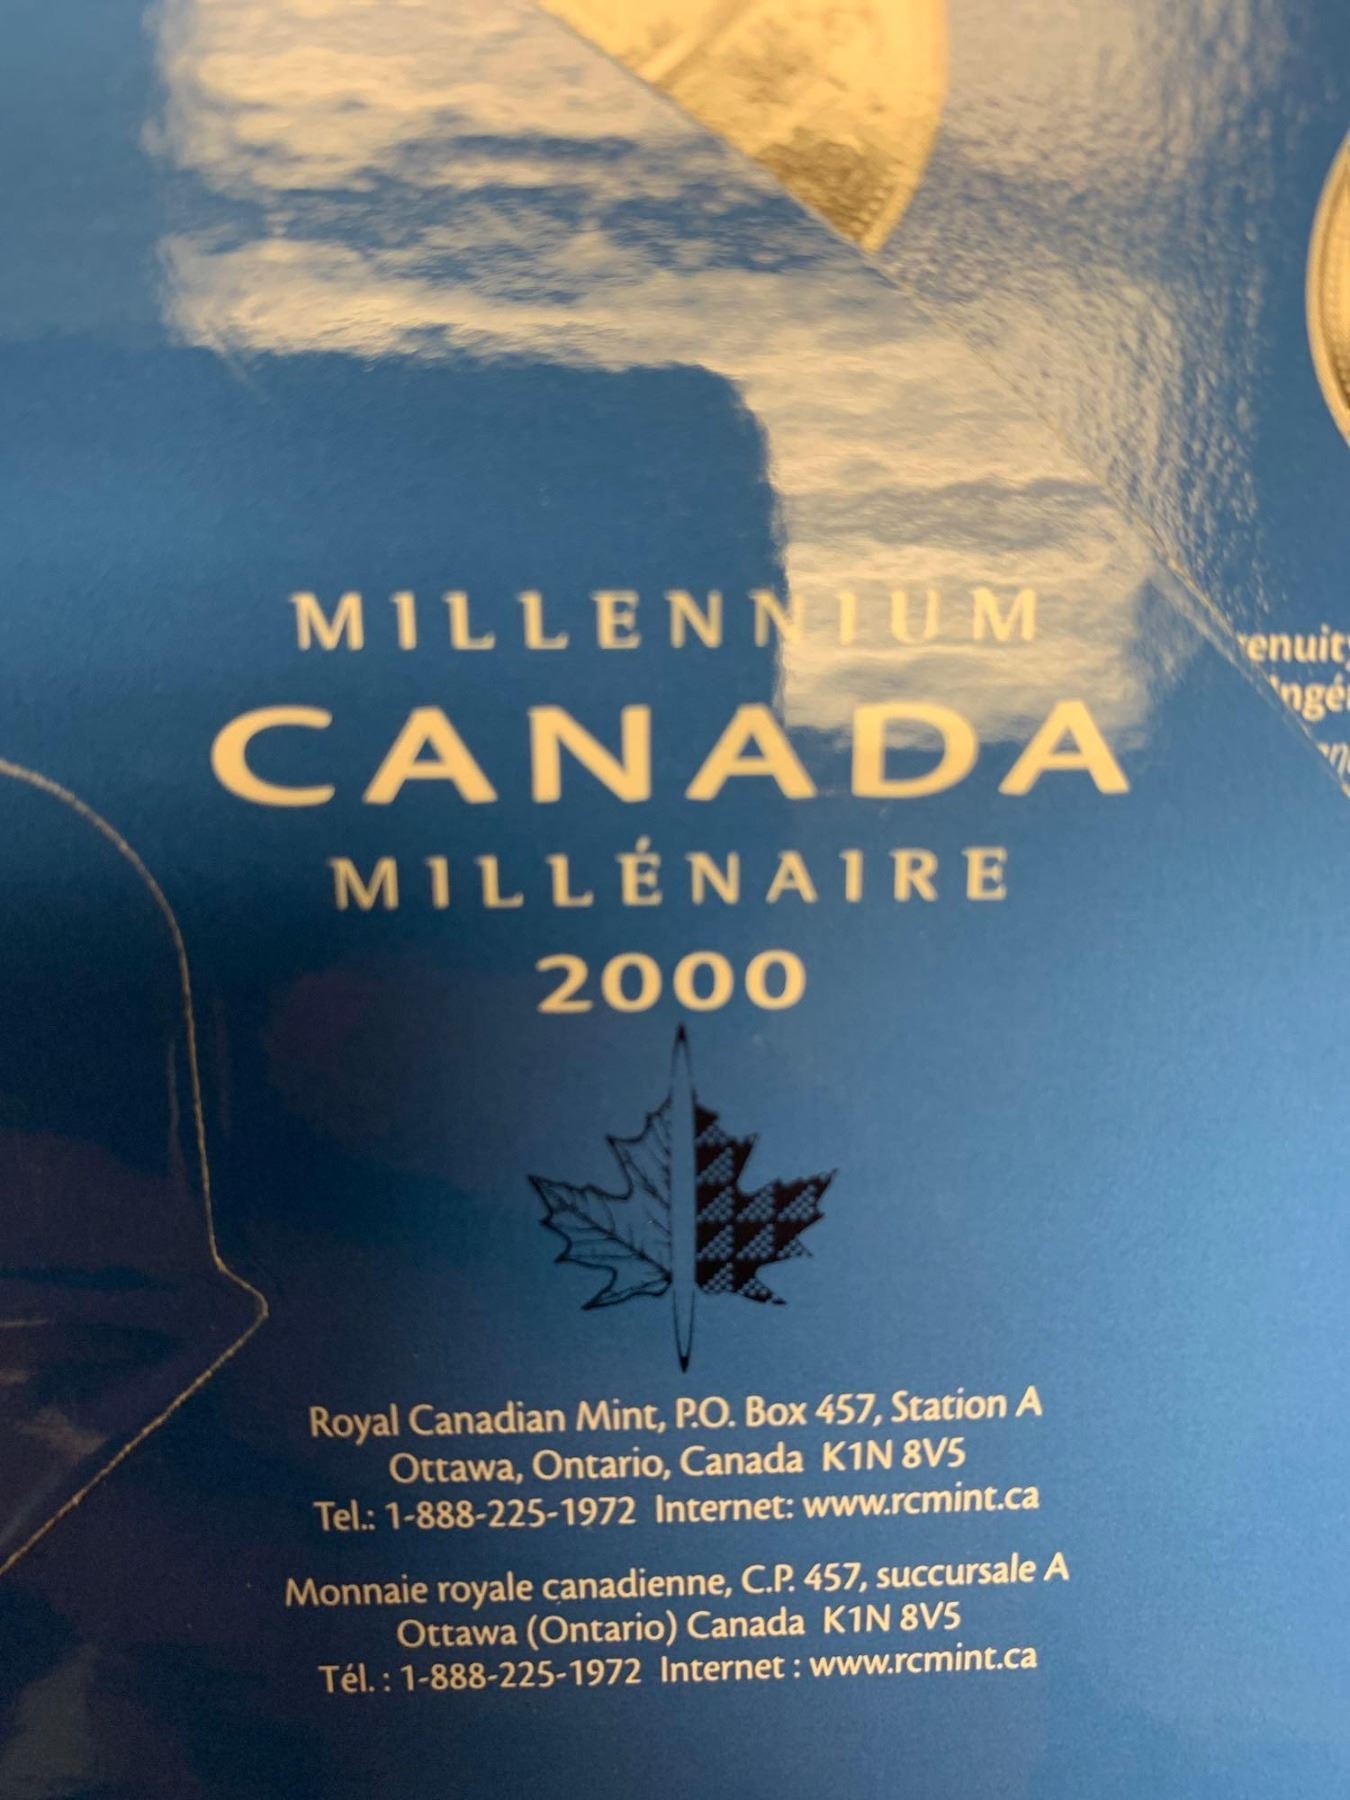 MILLENNIUM
CANADA
MILLÉNAIRE
2000
Royal Canadian Mint, P.O. Box 457, Station A
Ottawa, Ontario, Canada K1N 8V5
Tel.: 1-888-225-1972 Internet: www.rcmint.ca
Monnaie royale canadienne, C.P. 457, succursale A
Ottawa (Ontario) Canada K1N 8V5
Tél. : 1-888-225-1972 Internet : www.rcmint.ca